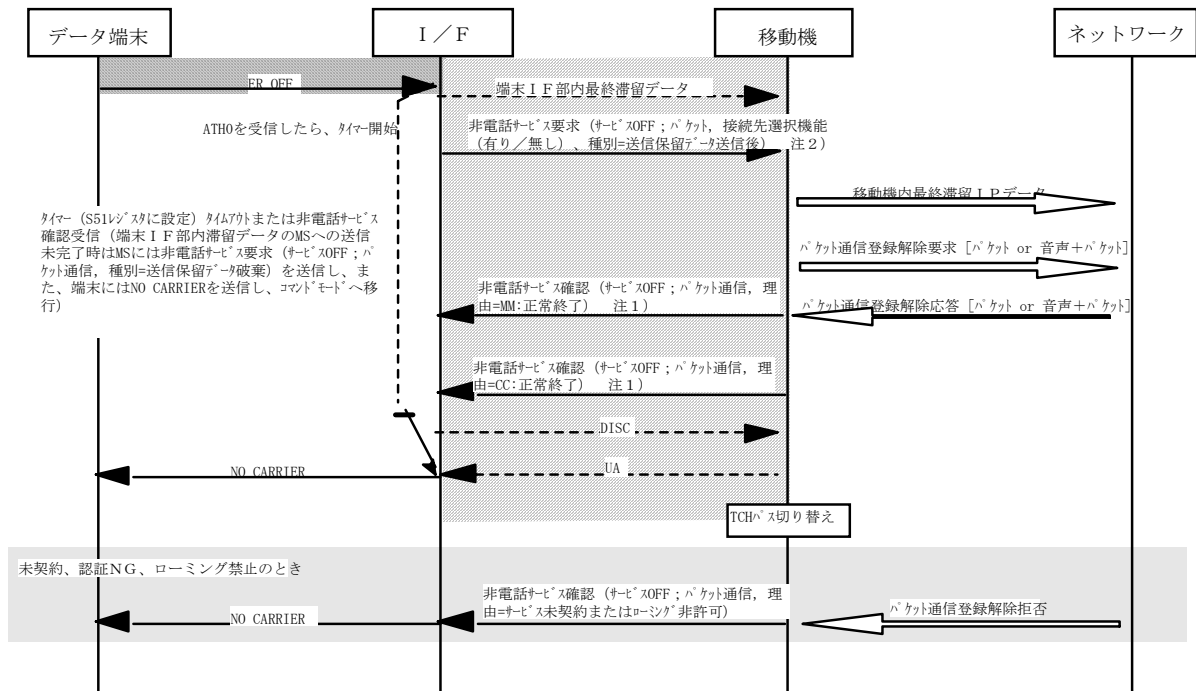 データ端末
Ｉ／Ｆ
移動機
ネットワーク
ER OFF
端末ＩＦ部内最終滞留データ
ATH0を受信したら、ﾀｲﾏｰ開始
非電話ｻｰﾋﾞｽ要求（ｻｰﾋﾞｽOFF；ﾊﾟｹｯﾄ，接続先選択機能
（有り／無し）、種別=送信保留ﾃﾞｰﾀ送信後）　注２）
移動機内最終滞留ＩＰデータ
ﾀｲﾏｰ（S51ﾚｼﾞｽﾀに設定）ﾀｲﾑｱｳﾄまたは非電話ｻｰﾋﾞｽ
確認受信（端末ＩＦ部内滞留データのMSへの送信
未完了時はMSには非電話ｻｰﾋﾞｽ要求（ｻｰﾋﾞｽOFF；ﾊﾟ
ｹｯﾄ通信，種別=送信保留ﾃﾞｰﾀ破棄）を送信し、ま
た、端末にはNO CARRIERを送信し、ｺﾏﾝﾄﾞﾓｰﾄﾞへ移
行）
ﾊﾟｹｯﾄ通信登録解除要求［ﾊﾟｹｯﾄ or 音声+ﾊﾟｹｯﾄ］
非電話ｻｰﾋﾞｽ確認（ｻｰﾋﾞｽOFF；ﾊﾟｹｯﾄ通信，理
由=MM:正常終了）　注１）
ﾊﾟｹｯﾄ通信登録解除応答［ﾊﾟｹｯﾄ or 音声+ﾊﾟｹｯﾄ］
非電話ｻｰﾋﾞｽ確認（ｻｰﾋﾞｽOFF；ﾊﾟｹｯﾄ通信，理
由=CC:正常終了）　注１）
DISC
NO CARRIER
UA
TCHﾊﾟｽ切り替え
未契約、認証ＮＧ、ローミング禁止のとき
非電話ｻｰﾋﾞｽ確認（ｻｰﾋﾞｽOFF；ﾊﾟｹｯﾄ通信，理
由=ｻｰﾋﾞｽ未契約またはﾛｰﾐﾝｸﾞ非許可）
ﾊﾟｹｯﾄ通信登録解除拒否
NO CARRIER